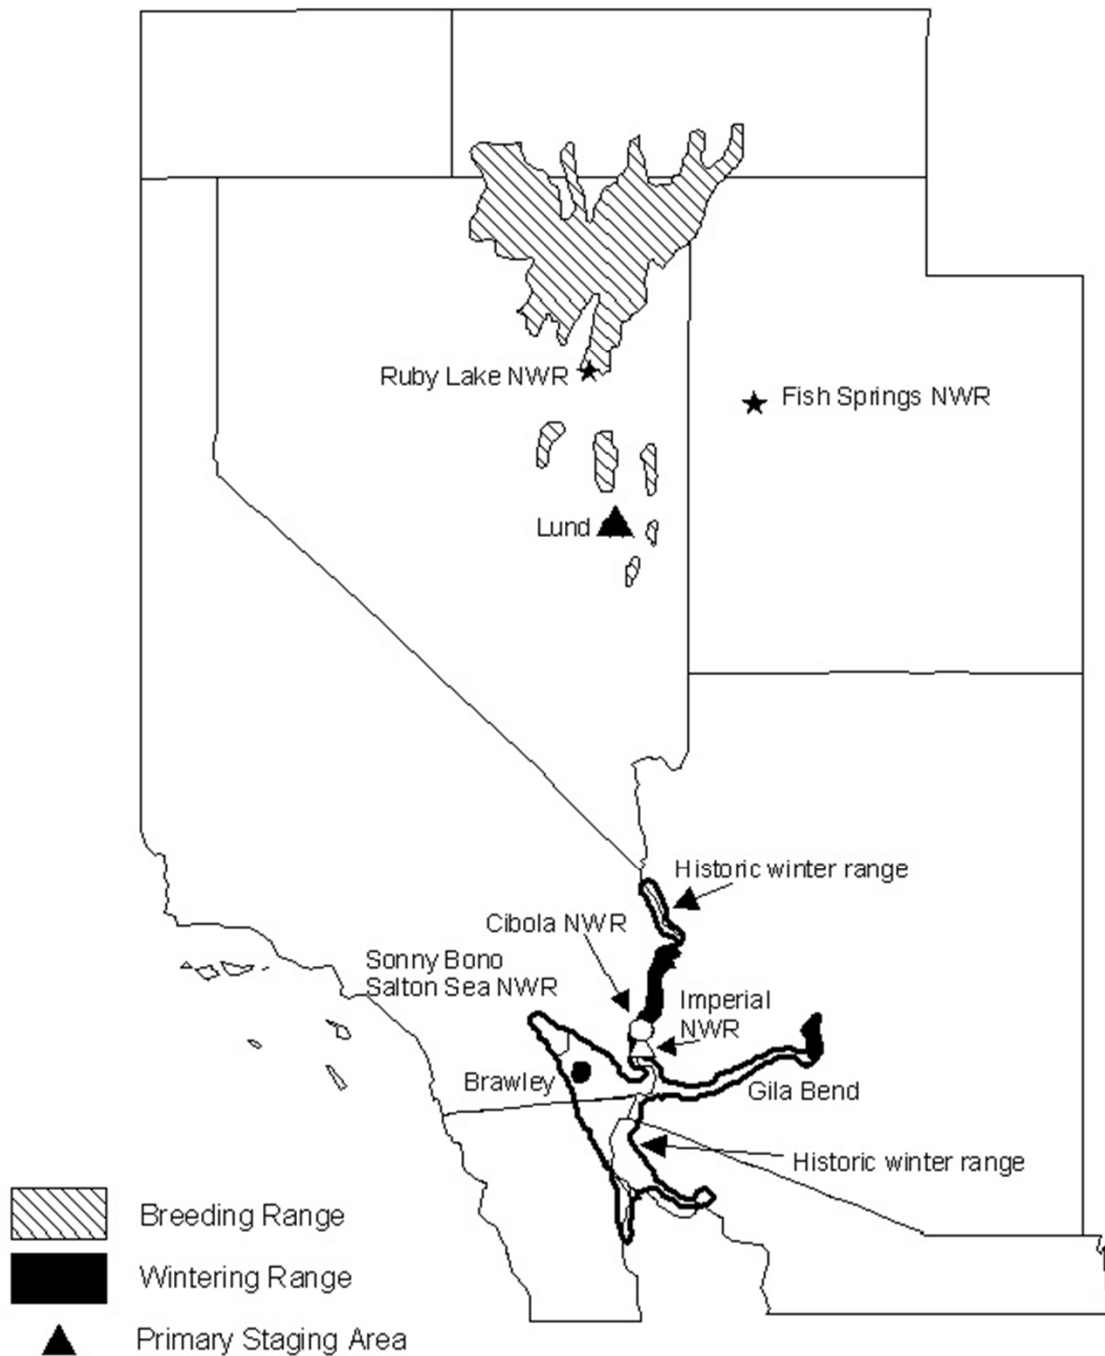 Ruby Lake NWR
Fish Springs NWR
Lund
Historic winter range
Cibola NWR
Sonny Bono
Salton Sea NWR
Imperial
NWR
Brawley
Gila Bend
Historic winter range
Breeding Range
Wintering Range
Primary Staging Area